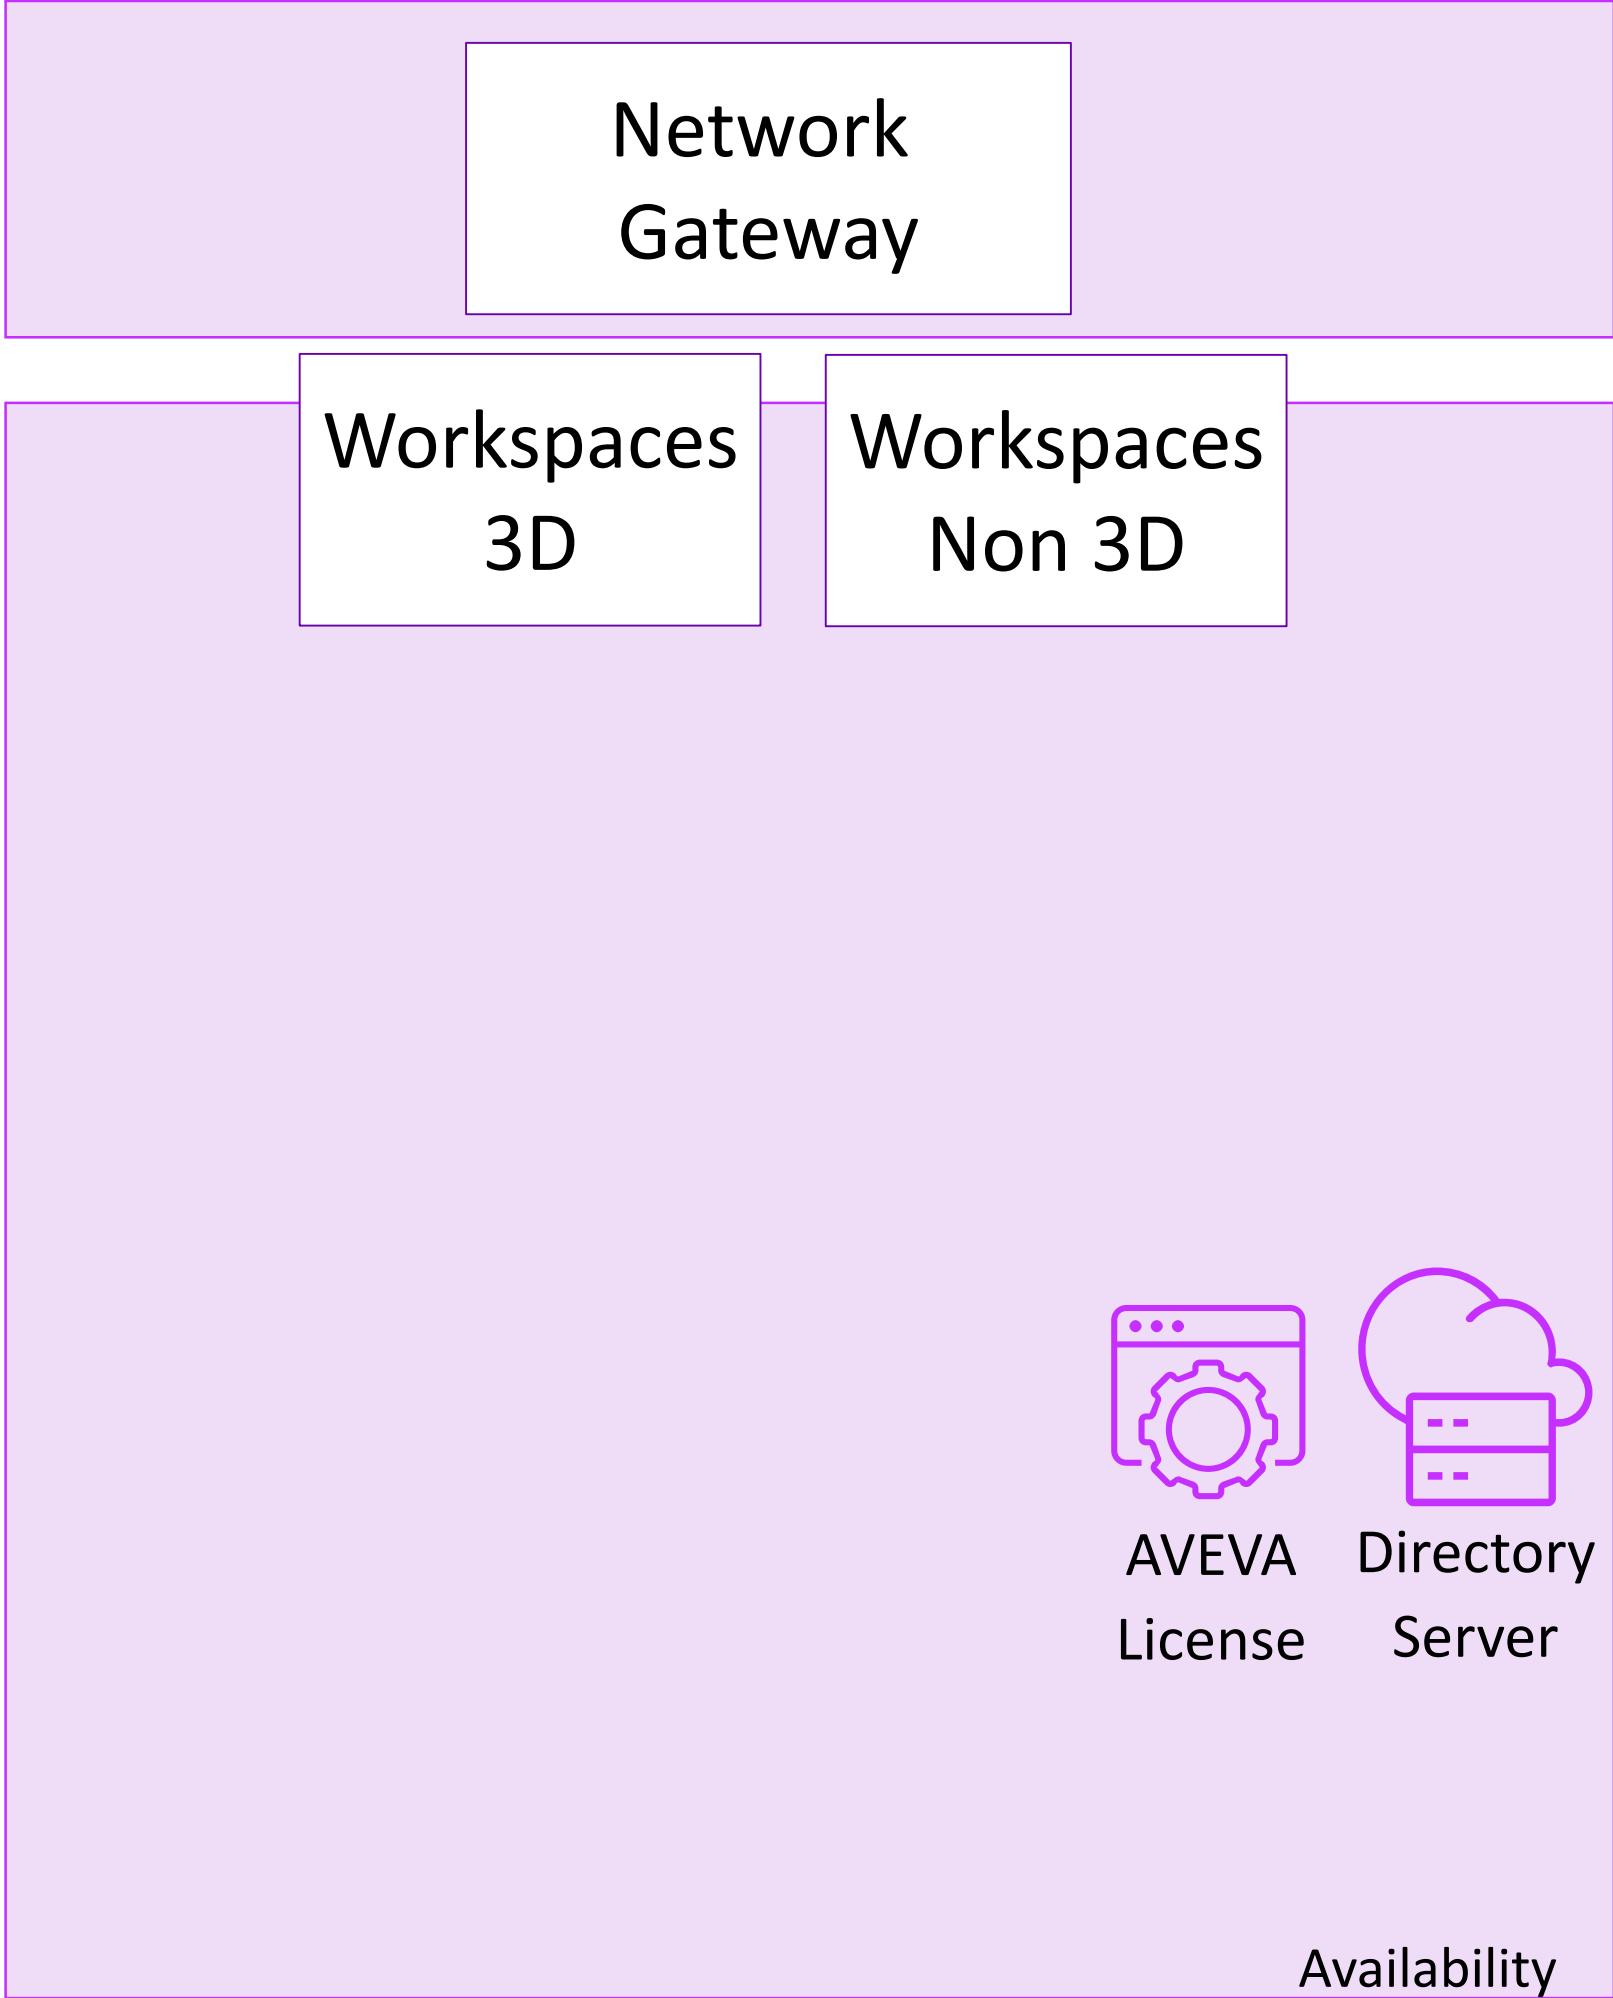 Network
Gateway
Workspaces
3D
Workspaces
Non 3D
AVEVA
License
Directory
Server
Availability